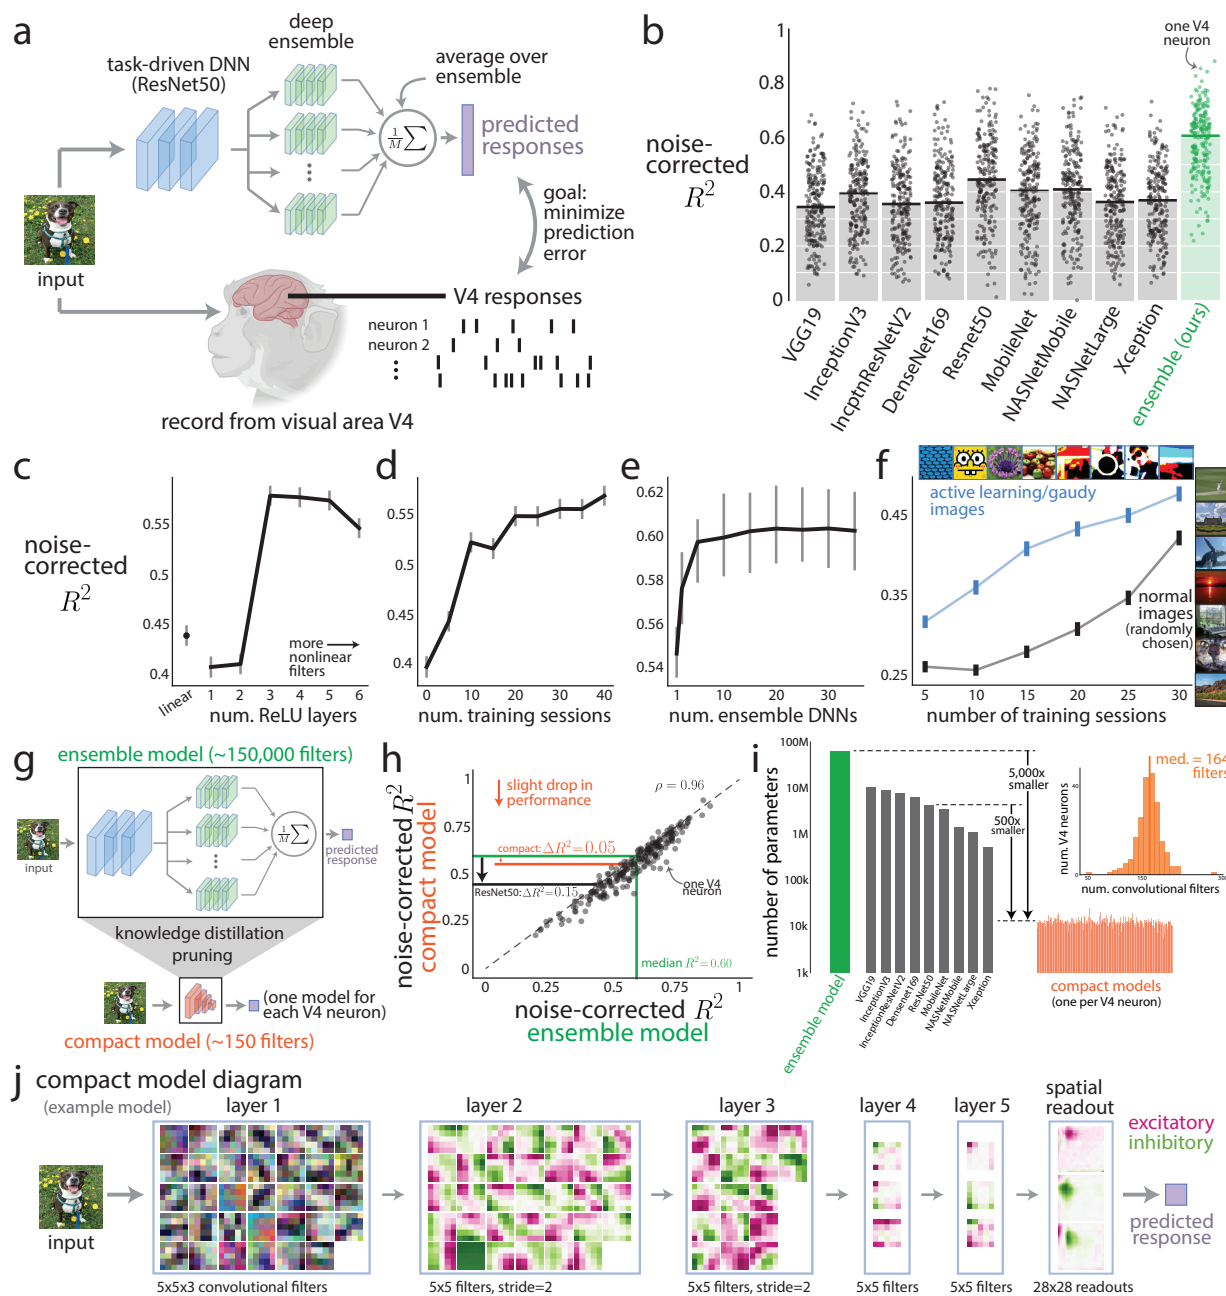 a
deep
ensemble
task-driven DNN
(ResNet50)
average over
ensemble
1/M ∑
predicted
responses
input
goal:
minimize
prediction
error
V4 responses
neuron 1
neuron 2
record from visual area V4
b
one V4
neuron
noise-
corrected
R²
1
0.8
0.6
0.4
0.2
0
VGG19
InceptionV3
IncptnResNetV2
DenseNet169
Resnet50
MobileNet
NASNetMobile
NASNetLarge
Xception
ensemble (ours)
c
noise-
corrected
R²
0.55
0.5
0.45
0.4
more
nonlinear
filters
linear
1 2 3 4 5 6
num. ReLU layers
d
0.55
0.5
0.45
0.4
0 10 20 30 40
num. training sessions
e
0.62
0.60
0.58
0.56
0.54
1 10 20 30
num. ensemble DNNs
f
active learning/gaudy
images
0.45
0.35
0.25
normal
images
(randomly
chosen)
5 10 15 20 25 30
number of training sessions
g
ensemble model (~150,000 filters)
input
1/M ∑
predicted
response
knowledge distillation
pruning
(one model for
each V4 neuron)
compact model (~150 filters)
h
noise-corrected R²
compact model
1
0.75
0.5
0.25
0
slight drop in
performance
ρ = 0.96
compact: ΔR² = 0.05
ResNet50: ΔR² = 0.15
one V4
neuron
median R² = 0.60
0 0.25 0.5 0.75 1
noise-corrected R²
ensemble model
i
number of parameters
100M
10M
1M
100k
10k
1k
5,000x
smaller
500x
smaller
med. = 164
filters
num. V4 neurons
40
0
50 150 300
num. convolutional filters
ensemble model
VGG19
InceptionV3
InceptionResNetV2
Densenet169
ResNet50
MobileNet
NASNetMobile
NASNetLarge
Xception
compact models
(one per V4 neuron)
j compact model diagram
(example model)
layer 1
layer 2
layer 3
layer 4
layer 5
spatial
readout
excitatory
inhibitory
input
predicted
response
5x5x3 convolutional filters
5x5 filters, stride=2
5x5 filters, stride=2
5x5 filters
5x5 filters
28x28 readouts